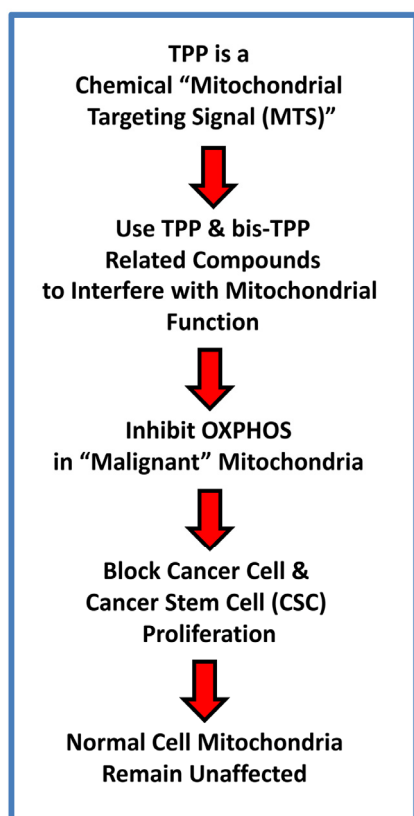 TPP is a
Chemical “Mitochondrial
Targeting Signal (MTS)”
Use TPP & bis-TPP
Related Compounds
to Interfere with Mitochondrial
Function
Inhibit OXPHOS
in “Malignant” Mitochondria
Block Cancer Cell &
Cancer Stem Cell (CSC)
Proliferation
Normal Cell Mitochondria
Remain Unaffected